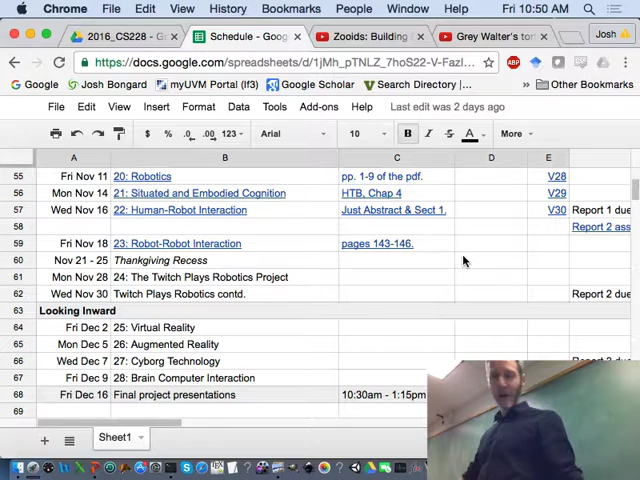 Chrome File Edit View History Bookmarks People Window Help Fri 10:50 AM
2016_CS228 - Google Schedule - Goog Zooids: Building Grey Walter's tort Josh
https://docs.google.com/spreadsheets/d/1jMh_pTNLZ_7hoS22-V-Fazl
Google Josh Bongard myUVM Portal (lf3) Google Scholar Search Directory ... Other Bookmarks
File Edit View Insert Format Data Tools Add-ons Help Last edit was 2 days ago
$ % .0 .00 123 Arial 10 B I S A More
A B C D E
55 Fri Nov 11 20: Robotics pp. 1-9 of the pdf. V28
56 Mon Nov 14 21: Situated and Embodied Cognition HTB, Chap 4 V29
57 Wed Nov 16 22: Human-Robot Interaction Just Abstract & Sect 1. V30 Report 1 due
58 Report 2 ass
59 Fri Nov 18 23: Robot-Robot Interaction pages 143-146.
60 Nov 21 - 25 Thankgiving Recess
61 Mon Nov 28 24: The Twitch Plays Robotics Project
62 Wed Nov 30 Twitch Plays Robotics contd. Report 2 due
63 Looking Inward
64 Fri Dec 2 25: Virtual Reality
65 Mon Dec 5 26: Augmented Reality
66 Wed Dec 7 27: Cyborg Technology
67 Fri Dec 9 28: Brain Computer Interaction
68 Fri Dec 16 Final project presentations 10:30am - 1:15pm
69
Sheet1